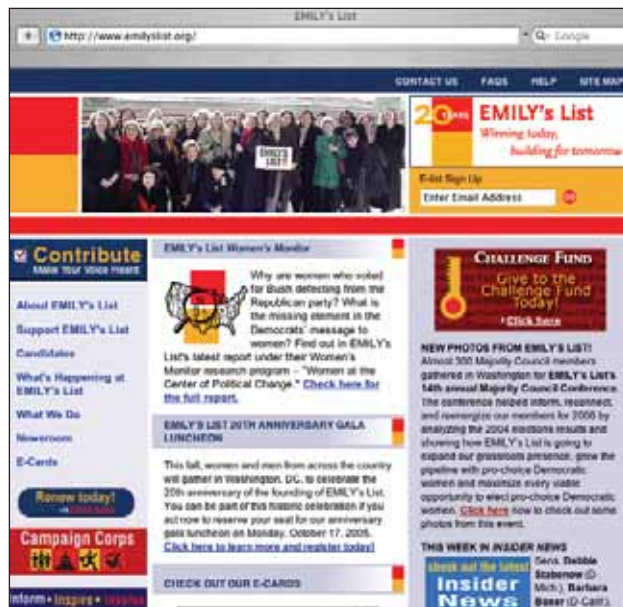 EMILY's List
http://www.emilyslist.org/
Google
CONTACT US FAQS HELP SITE MAP
EMILY'S LIST
20 YEARS
EMILY's List
Winning today,
building for tomorrow
E-list Sign Up
Enter Email Address
GO
Contribute
MAKE YOUR VOICE HEARD
About EMILY's List
Support EMILY's List
Candidates
What's Happening at
EMILY's List
What We Do
Newsroom
E-Cards
Renew today!
Campaign Corps
Inform • Inspire • Involve
EMILY's List Women's Monitor
Why are women who voted
for Bush defecting from the
Republican party? What is
the missing element in the
Democrats' message to
women? Find out in EMILY's
List's latest report under their Women's
Monitor research program – "Women at the
Center of Political Change." Check here for
the full report.
EMILY'S LIST 20TH ANNIVERSARY GALA
LUNCHEON
This fall, women and men from across the country
will gather in Washington, DC, to celebrate the
20th anniversary of the founding of EMILY's List.
You can be part of this historic celebration if you
act now to reserve your seat for our anniversary
gala luncheon on Monday, October 17, 2005.
Click here to learn more and register today!
CHECK OUT OUR E-CARDS
CHALLENGE FUND
Give to the
Challenge Fund
Today!
Click here
NEW PHOTOS FROM EMILY'S LIST!
Almost 300 Majority Council members
gathered in Washington for EMILY's List's
14th annual Majority Council Conference.
The conference helped inform, reconnect,
and reenergize our members for 2006 by
analyzing the 2004 elections results and
showing how EMILY's List is going to
expand our grassroots presence, grow the
pipeline with pro-choice Democratic
women and maximize every viable
opportunity to elect pro-choice Democratic
women. Click here now to check out some
photos from this event.
THIS WEEK IN INSIDER NEWS
check out the latest
Insider
News
Sens. Debbie
Stabenow (D-
Mich.), Barbara
Boxer (D-Calif.),